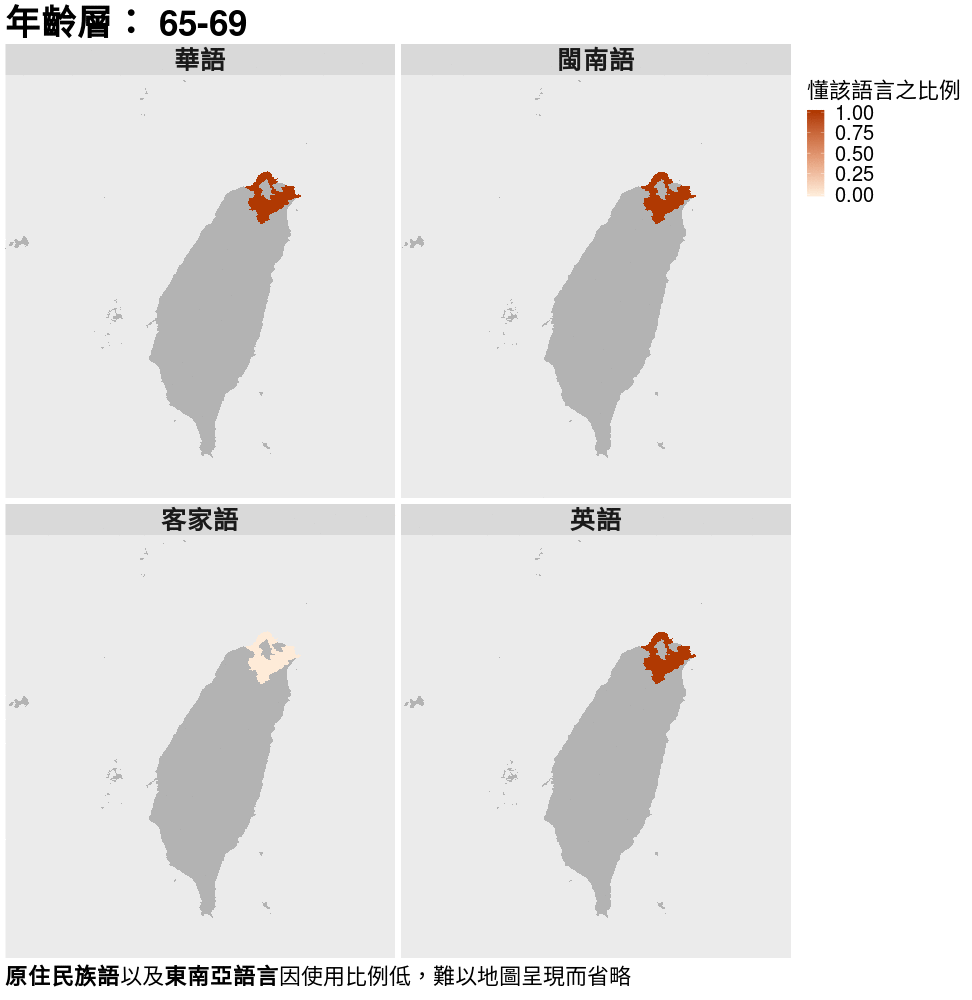 年齡層： 65-69
華語
閩南語
懂該語言之比例
1.00
0.75
0.50
0.25
0.00
客家語
英語
原住民族語以及東南亞語言因使用比例低，難以地圖呈現而省略